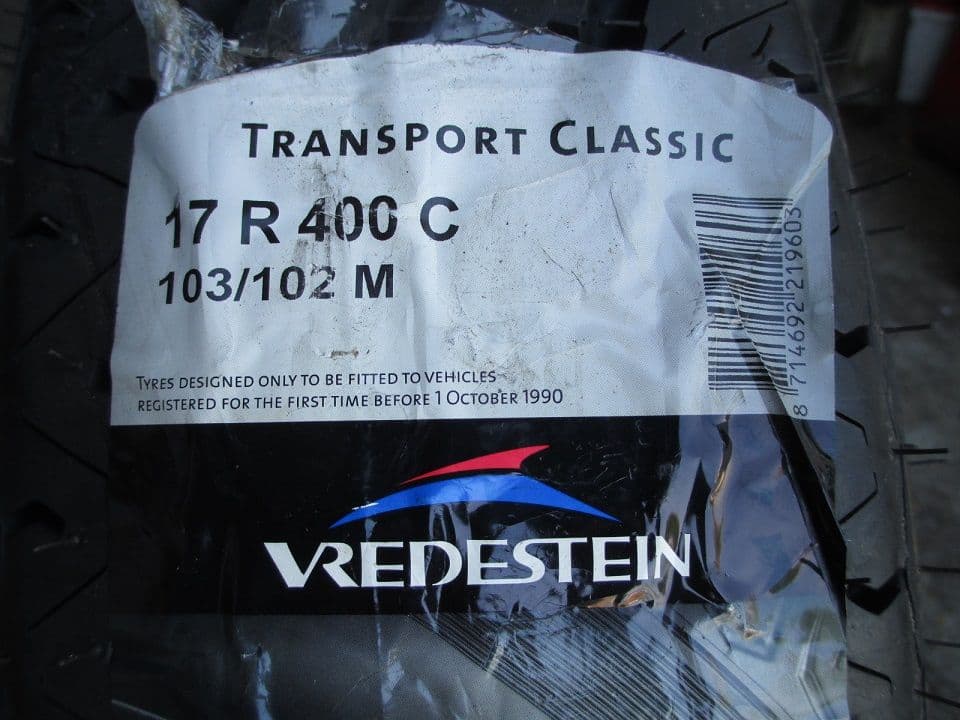 TRANSPORT CLASSIC
17 R 400 C
103/102 M
TYRES DESIGNED ONLY TO BE FITTED TO VEHICLES
REGISTERED FOR THE FIRST TIME BEFORE 1 OCTOBER 1990
8 714692 219603
VREDESTEIN